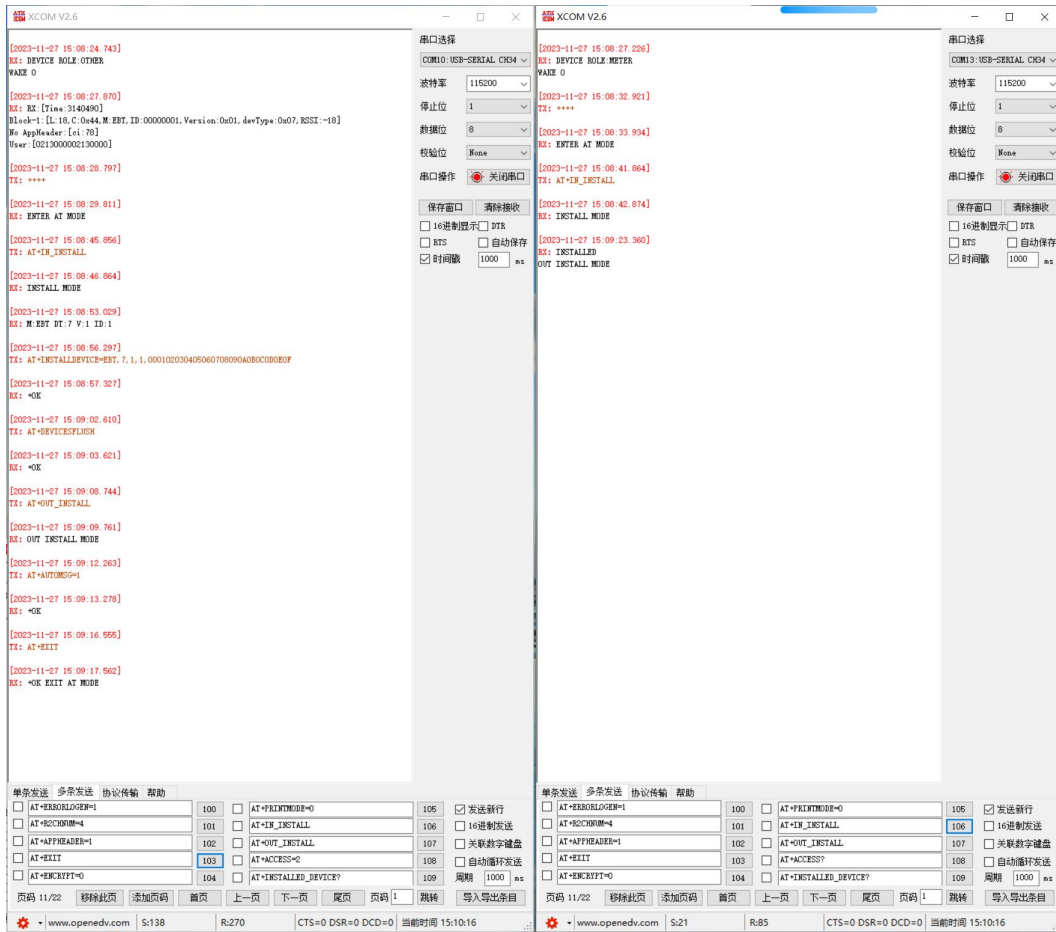 XCOM V2.6
[2023-11-27 15:08:24.743]
RX: DEVICE ROLE:OTHER
WAKE 0
[2023-11-27 15:08:27.870]
RX: RX:[Time:3140490]
Block-1:[L:18,C:0x44,M:EBT,ID:00000001,Version:0x01,devType:0x07,RSSI:-18]
No AppHeader:[ci:78]
User:[0213000002130000]
[2023-11-27 15:08:28.797]
TX: ++++
[2023-11-27 15:08:29.811]
RX: ENTER AT MODE
[2023-11-27 15:08:45.856]
TX: AT+IN_INSTALL
[2023-11-27 15:08:46.864]
RX: INSTALL MODE
[2023-11-27 15:08:53.029]
RX: M:EBT DT:7 V:1 ID:1
[2023-11-27 15:08:56.297]
TX: AT+INSTALLDEVICE=EBT,7,1,1,000102030405060708090A0B0C0D0E0F
[2023-11-27 15:08:57.327]
RX: +OK
[2023-11-27 15:09:02.610]
TX: AT+DEVICESFLUSH
[2023-11-27 15:09:03.621]
RX: +OK
[2023-11-27 15:09:08.744]
TX: AT+OUT_INSTALL
[2023-11-27 15:09:09.761]
RX: OUT INSTALL MODE
[2023-11-27 15:09:12.263]
TX: AT+AUTOMSG=1
[2023-11-27 15:09:13.278]
RX: +OK
[2023-11-27 15:09:16.555]
TX: AT+EXIT
[2023-11-27 15:09:17.562]
RX: +OK EXIT AT MODE
串口选择
COM10:USB-SERIAL CH34
波特率 115200
停止位 1
数据位 8
校验位 None
串口操作 关闭串口
保存窗口 清除接收
16进制显示 DTR
RTS 自动保存
时间戳 1000 ms
单条发送 多条发送 协议传输 帮助
AT+ERRORLOGEN=1 100 AT+PRINTMODE=0 105 发送新行
AT+R2CHNUM=4 101 AT+IN_INSTALL 106 16进制发送
AT+APPHEADER=1 102 AT+OUT_INSTALL 107 关联数字键盘
AT+EXIT 103 AT+ACCESS=2 108 自动循环发送
AT+ENCRYPT=0 104 AT+INSTALLED_DEVICE? 109 周期 1000 ms
页码 11/22 移除此页 添加页码 首页 上一页 下一页 尾页 页码 1 跳转 导入导出条目
www.openedv.com S:138 R:270 CTS=0 DSR=0 DCD=0 当前时间 15:10:16
XCOM V2.6
[2023-11-27 15:08:27.226]
RX: DEVICE ROLE:METER
WAKE 0
[2023-11-27 15:08:32.921]
TX: ++++
[2023-11-27 15:08:33.934]
RX: ENTER AT MODE
[2023-11-27 15:08:41.864]
TX: AT+IN_INSTALL
[2023-11-27 15:08:42.874]
RX: INSTALL MODE
[2023-11-27 15:09:23.360]
RX: INSTALLED
OUT INSTALL MODE
串口选择
COM13:USB-SERIAL CH34
波特率 115200
停止位 1
数据位 8
校验位 None
串口操作 关闭串口
保存窗口 清除接收
16进制显示 DTR
RTS 自动保存
时间戳 1000 ms
单条发送 多条发送 协议传输 帮助
AT+ERRORLOGEN=1 100 AT+PRINTMODE=0 105 发送新行
AT+R2CHNUM=4 101 AT+IN_INSTALL 106 16进制发送
AT+APPHEADER=1 102 AT+OUT_INSTALL 107 关联数字键盘
AT+EXIT 103 AT+ACCESS? 108 自动循环发送
AT+ENCRYPT=0 104 AT+INSTALLED_DEVICE? 109 周期 1000 ms
页码 11/22 移除此页 添加页码 首页 上一页 下一页 尾页 页码 1 跳转 导入导出条目
www.openedv.com S:21 R:85 CTS=0 DSR=0 DCD=0 当前时间 15:10:16